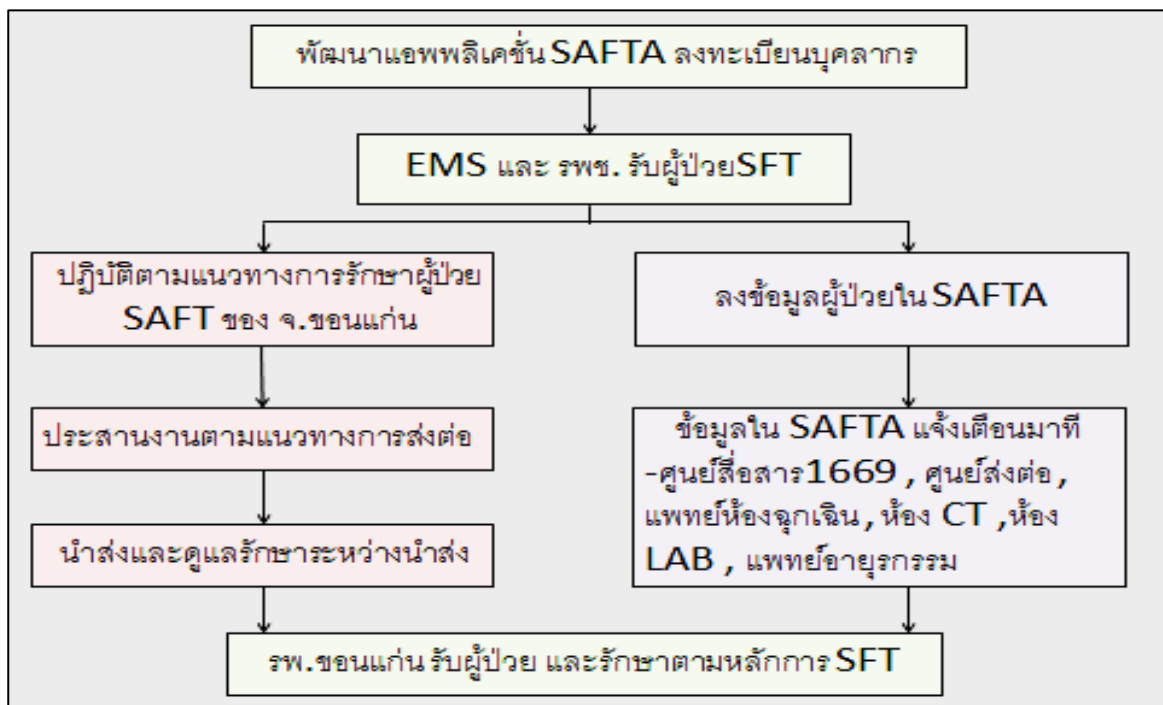 พัฒนาแอพพลิเคชั่น SAFTA ลงทะเบียนบุคลากร
EMS และ รพช. รับผู้ป่วยSFT
ปฏิบัติตามแนวทางการรักษาผู้ป่วย
SAFT ของ จ.ขอนแก่น
ลงข้อมูลผู้ป่วยใน SAFTA
ประสานงานตามแนวทางการส่งต่อ
นำส่งและดูแลรักษาระหว่างนำส่ง
ข้อมูลใน SAFTA แจ้งเตือนมาที่
-ศูนย์สื่อสาร1669 , ศูนย์ส่งต่อ ,
แพทย์ห้องฉุกเฉิน , ห้อง CT ,ห้อง
LAB , แพทย์อายุรกรรม
รพ.ขอนแก่น รับผู้ป่วย และรักษาตามหลักการ SFT